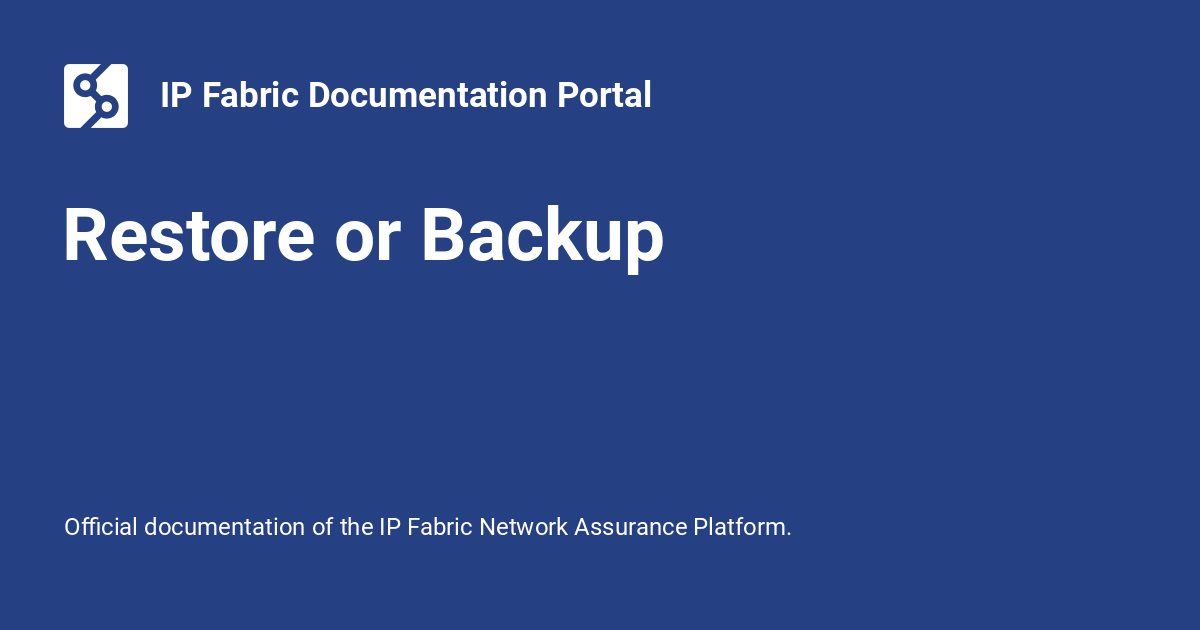 IP Fabric Documentation Portal
Restore or Backup
Official documentation of the IP Fabric Network Assurance Platform.